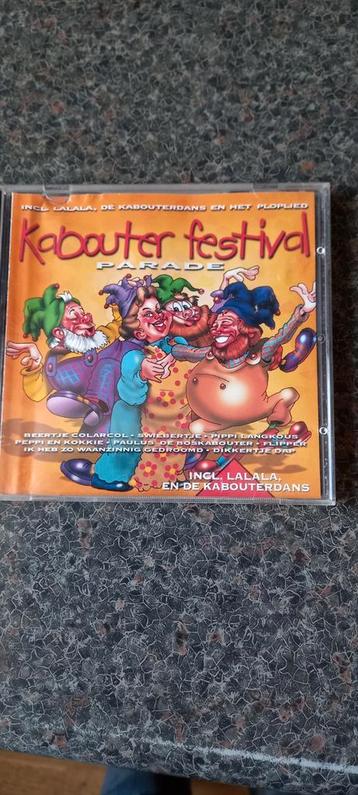 INCL. LALALA, DE KABOUTERDANS EN HET PLOPLIED
Kabouter festival
PARADE
BEERTJE COLARCOL • SWIEBERTJE • PIPPI LANGKOUS
PEPPI EN KOKKIE • PAULUS DE BOSKABOUTER • FLIPPER
IK HEB ZO WAANZINNIG GEDROOMD • DIKKERTJE DAP
INCL. LALALA,
EN DE KABOUTERDANS